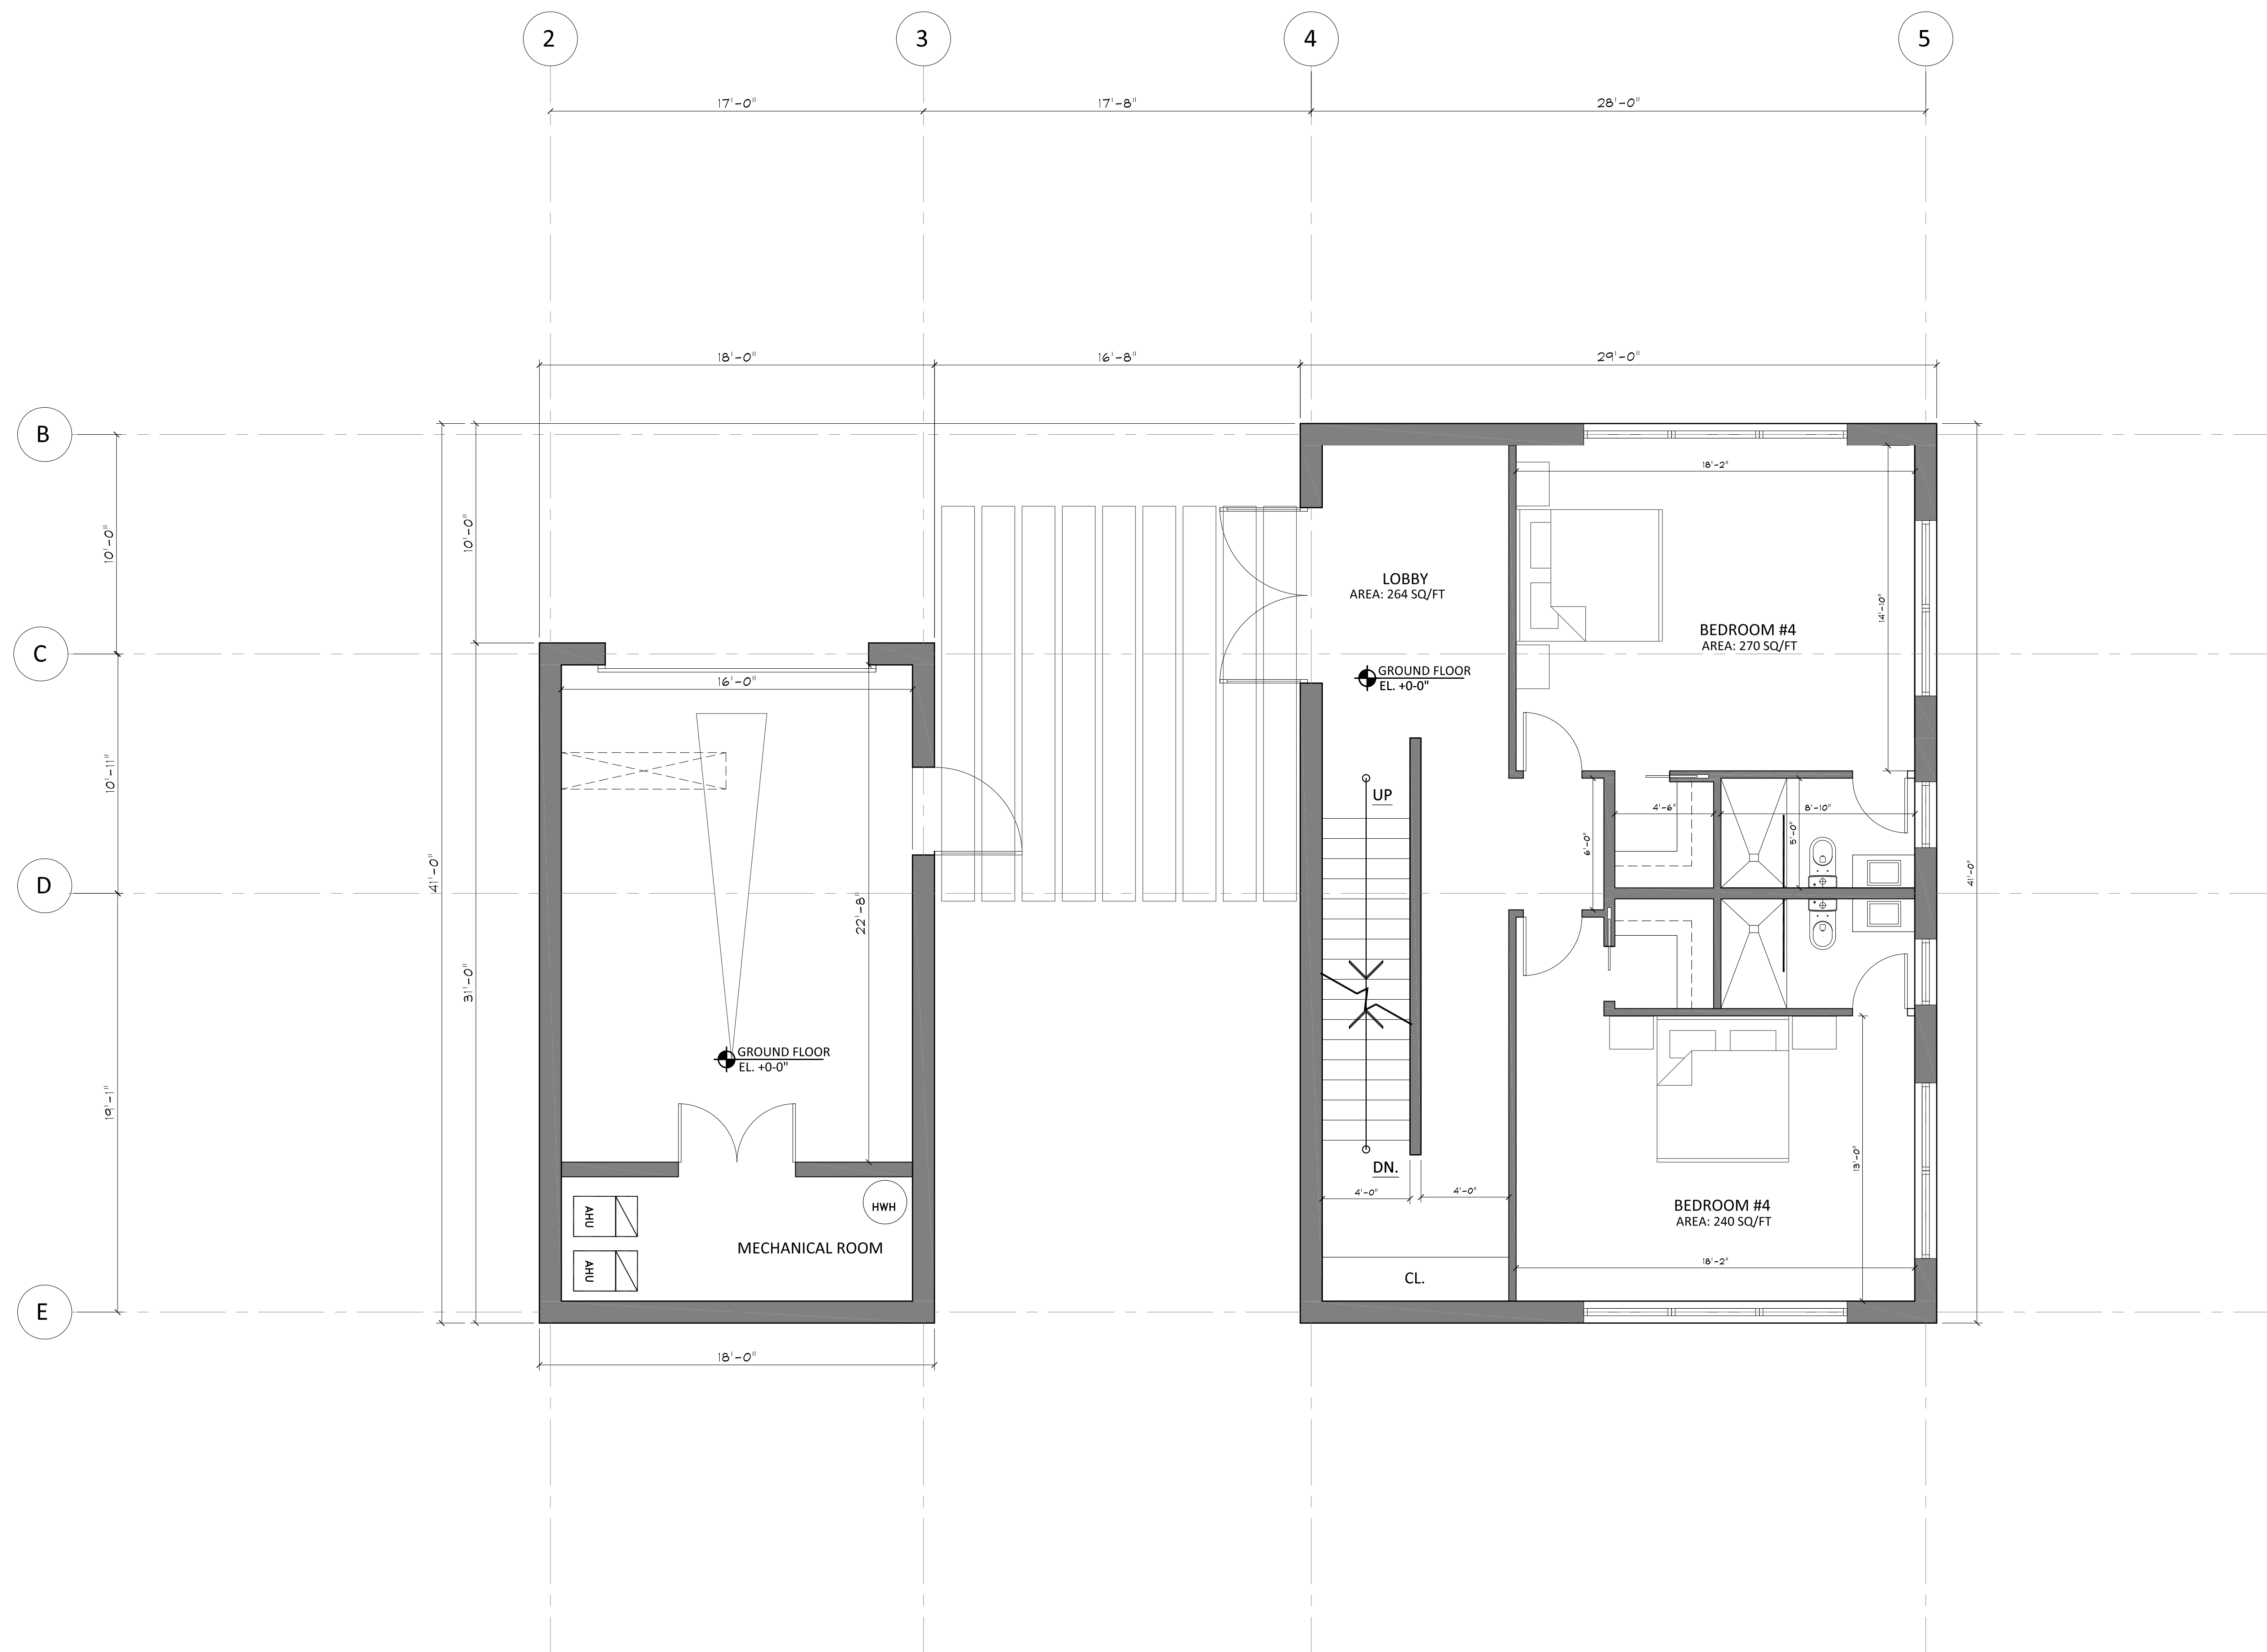 2
3
4
5
17'-0"
17'-8"
28'-0"
18'-0"
16'-8"
29'-0"
B
C
D
E
10'-0"
10'-11"
19'-1"
41'-0"
10'-0"
31'-0"
16'-0"
22'-8"
GROUND FLOOR
EL. +0-0"
AHU
AHU
HWH
MECHANICAL ROOM
18'-0"
LOBBY
AREA: 264 SQ/FT
GROUND FLOOR
EL. +0-0"
UP
DN.
4'-0"
4'-0"
CL.
18'-2"
14'-10"
BEDROOM #4
AREA: 270 SQ/FT
6'-0"
4'-6"
5'-0"
8'-10"
41'-0"
13'-0"
BEDROOM #4
AREA: 240 SQ/FT
18'-2"